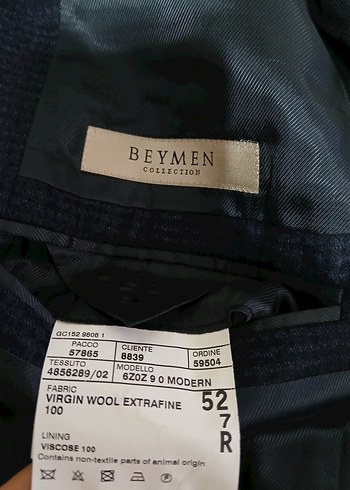 BEYMEN
COLLECTION
GC152 9506 1
PACCO CLIENTE ORDINE
57865 8839 59504
TESSUTO MODELLO
4856289/02 6Z0Z 9 0 MODERN
FABRIC
VIRGIN WOOL EXTRAFINE
100
52
7
R
LINING
VISCOSE 100
Contains non-textile parts of animal origin